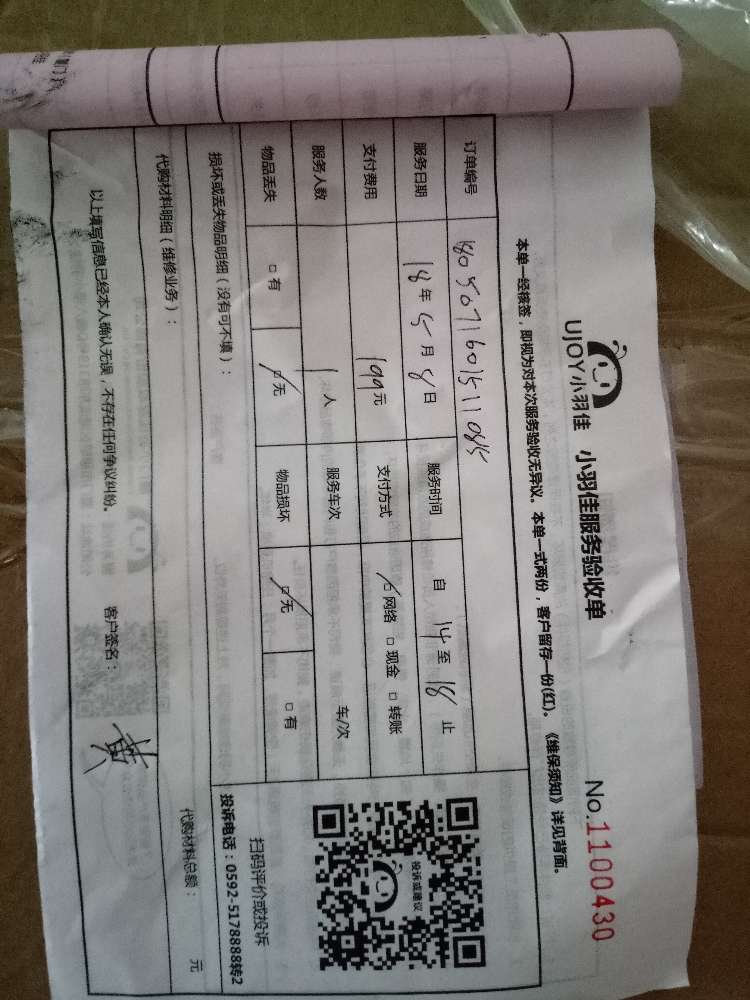 UJOY小羽佳 小羽佳服务验收单
No.1100430
本单一经核签，即视为对本次服务验收无异议。本单一式两份，客户留存一份(红)。《维保须知》详见背面。
订单编号
服务日期 18年5月8日 服务时间 自 14 至 18 止
支付费用 199元 支付方式 网络 □现金 □转账
服务人数 1人 服务车次 车/次
物品丢失 □有 □无 物品损坏 □无 □有
损坏或丢失物品明细（没有可不填）：
代购材料明细（维修业务）： 代购材料总额： 元
以上填写信息已经本人确认无误，不存在任何争议纠纷。 客户签名：黄
投诉或建议
扫码评价或投诉
投诉电话：0592-5178888转2